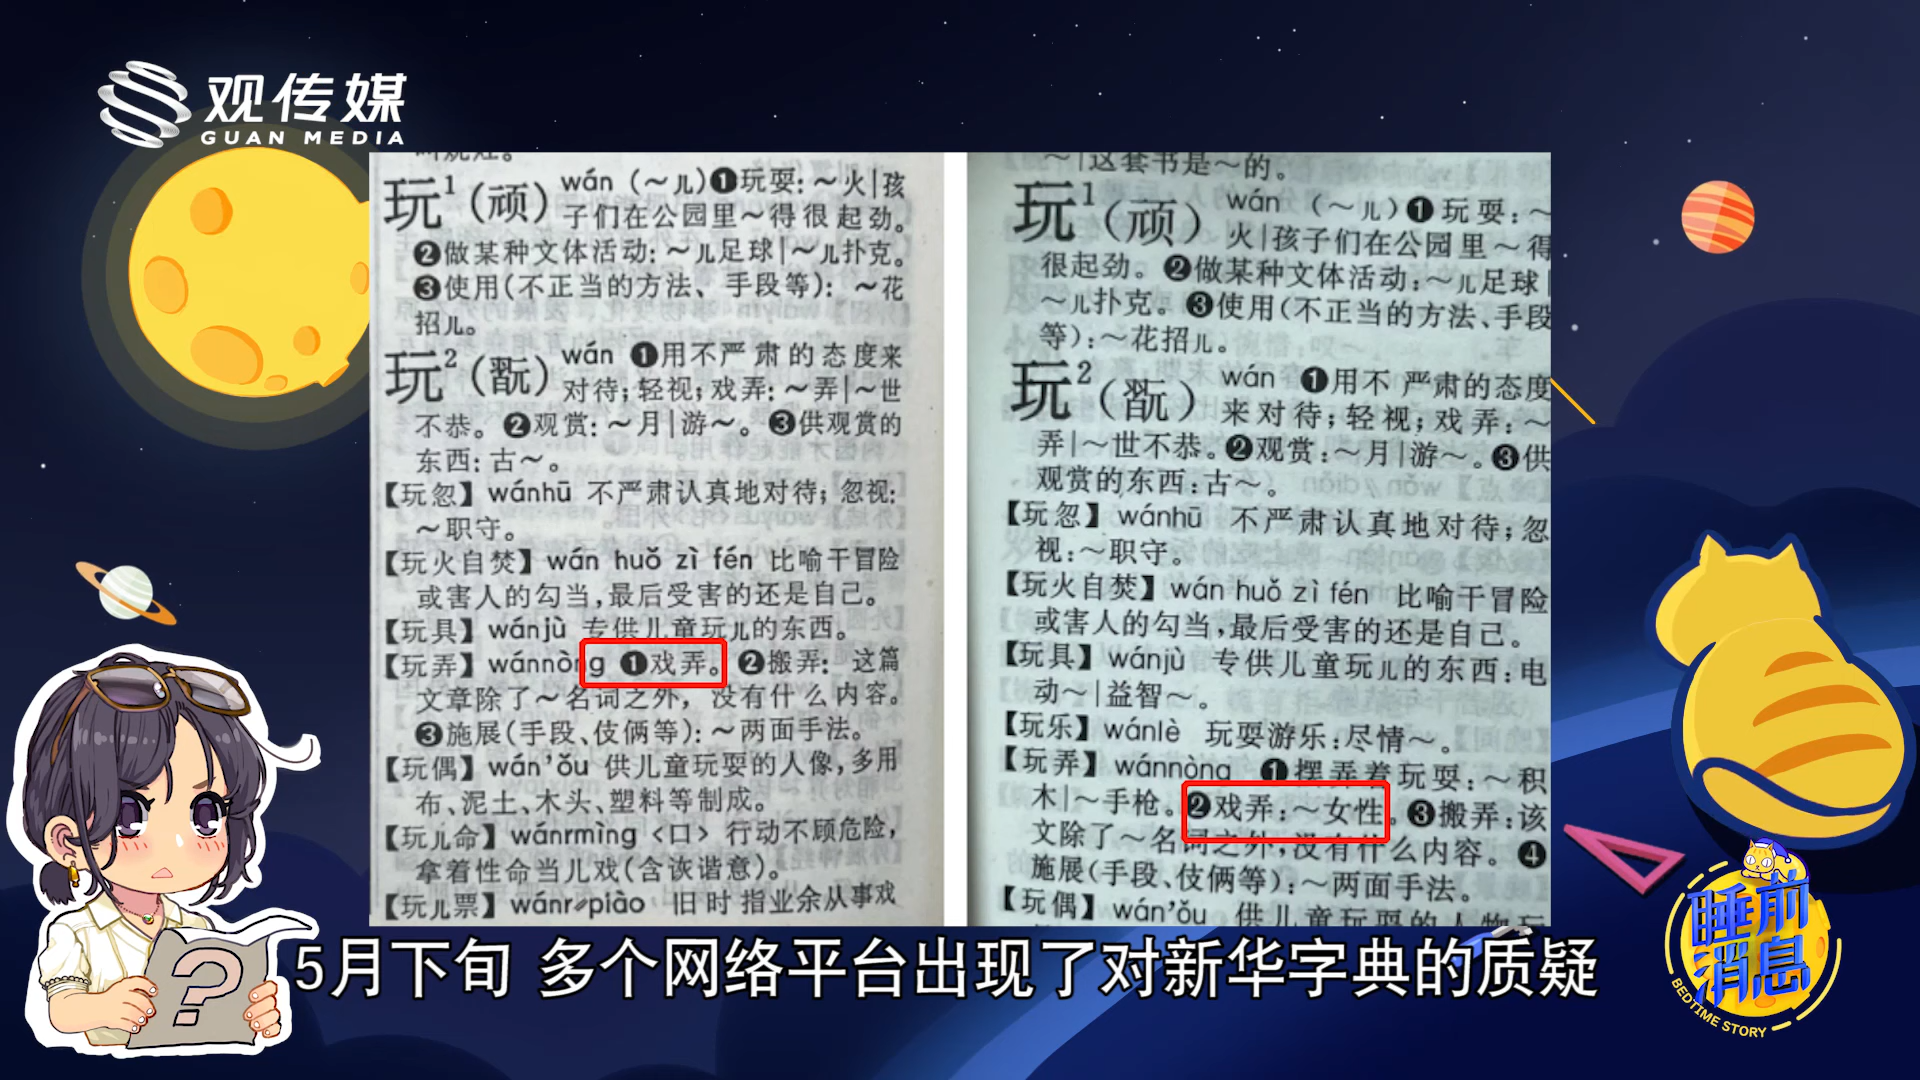 观传媒
GUAN MEDIA
玩¹(顽) wán (～儿)❶玩耍:～火|孩
子们在公园里～得很起劲。
❷做某种文体活动:～儿足球|～儿扑克。
❸使用(不正当的方法、手段等):～花
招儿。
玩²(翫) wán ❶用不严肃的态度来
对待;轻视;戏弄:～弄|～世
不恭。❷观赏:～月|游～。❸供观赏的
东西:古～。
【玩忽】wánhū 不严肃认真地对待;忽视:
～职守。
【玩火自焚】wán huǒ zì fén 比喻干冒险
或害人的勾当,最后受害的还是自己。
【玩具】wánjù 专供儿童玩儿的东西。
【玩弄】wánnòng ❶戏弄。❷搬弄:这篇
文章除了～名词之外,没有什么内容。
❸施展(手段、伎俩等):～两面手法。
【玩偶】wán'ǒu 供儿童玩耍的人像,多用
布、泥土、木头、塑料等制成。
【玩儿命】wánrmìng <口> 行动不顾危险,
拿着性命当儿戏(含诙谐意)。
【玩儿票】wánr∥piào 旧时指业余从事戏
～|这套书是～的。
玩¹(顽) wán (～儿)❶玩耍:～
火|孩子们在公园里～得
很起劲。❷做某种文体活动:～儿足球|
～儿扑克。❸使用(不正当的方法、手段
等):～花招儿。
玩²(翫) wán ❶用不严肃的态度
来对待;轻视;戏弄:～
弄|～世不恭。❷观赏:～月|游～。❸供
观赏的东西:古～。
【玩忽】wánhū 不严肃认真地对待;忽
视:～职守。
【玩火自焚】wán huǒ zì fén 比喻干冒险
或害人的勾当,最后受害的还是自己。
【玩具】wánjù 专供儿童玩儿的东西:电
动～|益智～。
【玩乐】wánlè 玩耍游乐:尽情～。
【玩弄】wánnòng ❶摆弄着玩耍:～积
木|～手枪。❷戏弄:～女性。❸搬弄:该
文除了～名词之外,没有什么内容。❹
施展(手段、伎俩等):～两面手法。
【玩偶】wán'ǒu 供儿童玩耍的人物玩
?
5月下旬 多个网络平台出现了对新华字典的质疑
睡前
消息
BEDTIME STORY